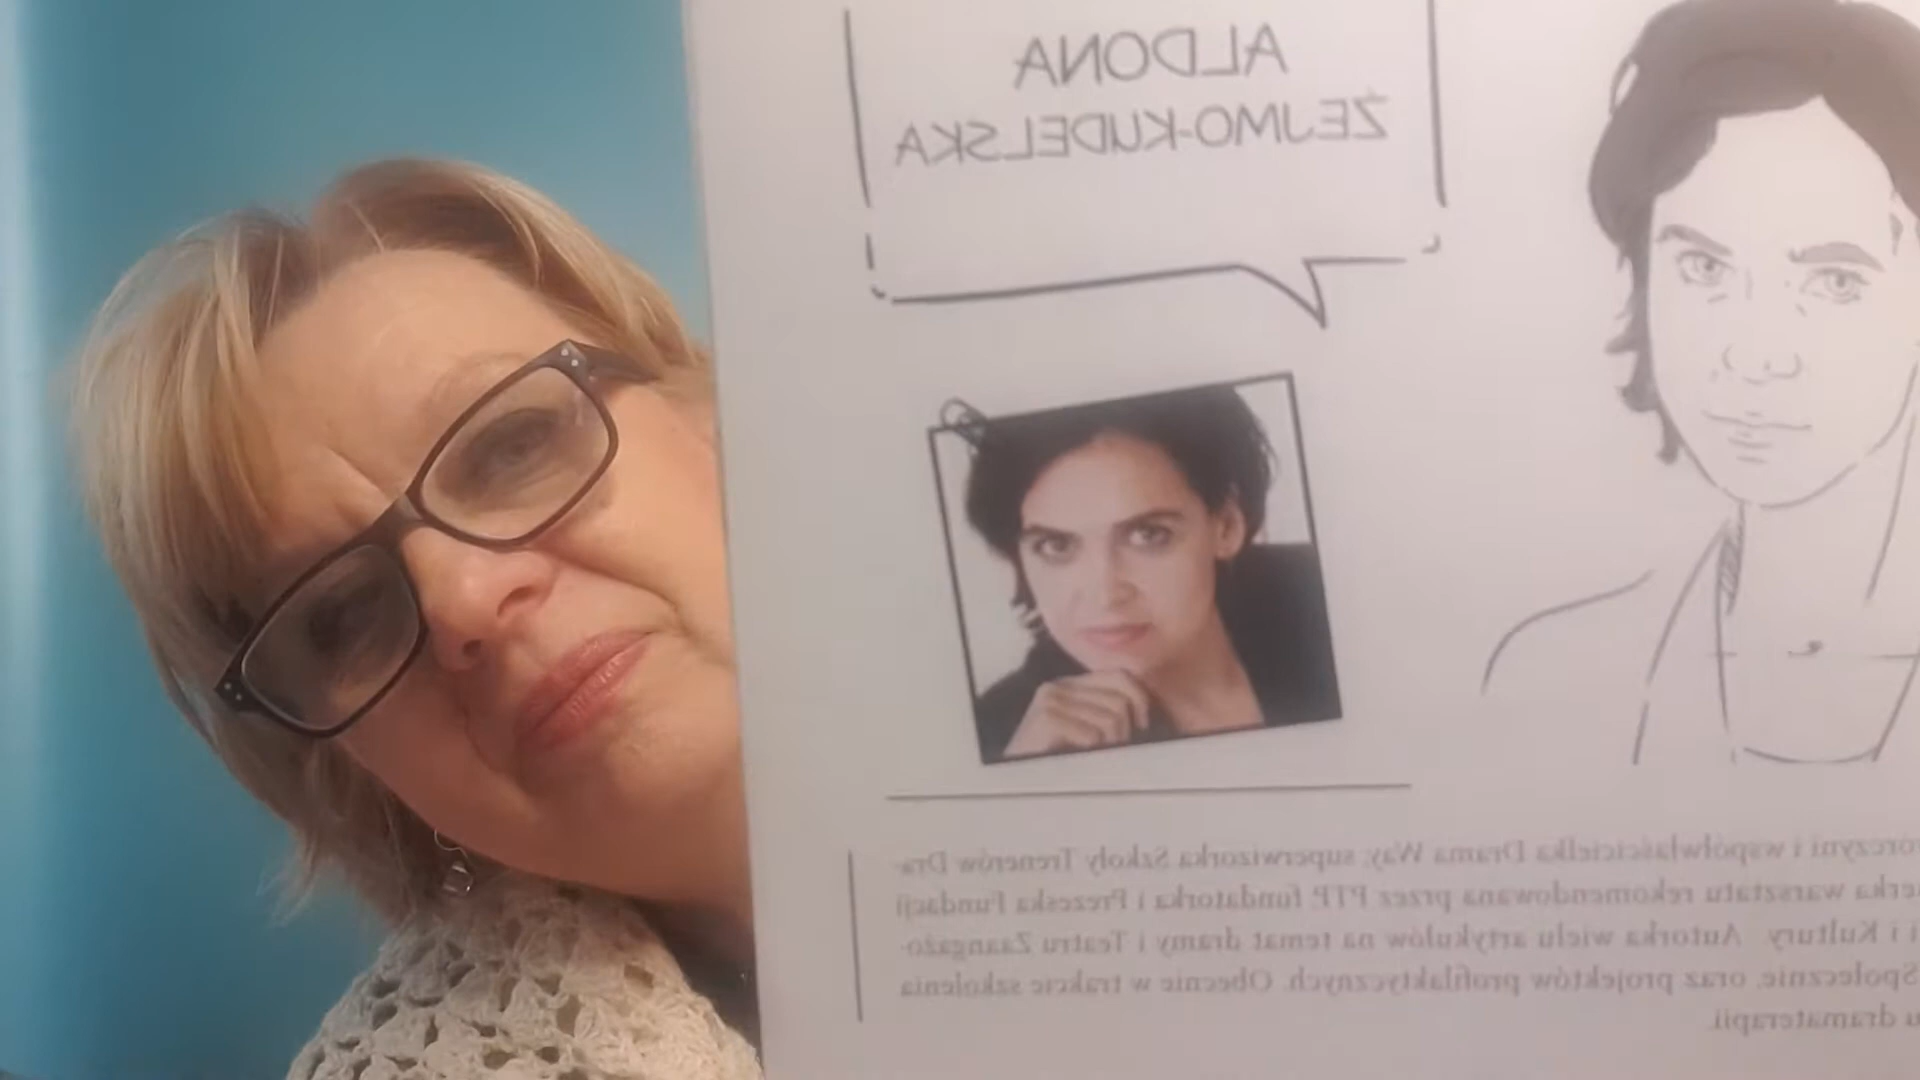 ALDONA
ŻEJMO-KUDELSKA
i współwłaścicielka Drama Way, superwizorka Szkoły Trenerów Dra-
warsztatu rekomendowana przez PTP, fundatorka i Prezeska Fundacji
i Kultury. Autorka wielu artykułów na temat dramy i Teatru Zaangażo-
Społecznie, oraz projektów profilaktycznych. Obecnie w trakcie szkolenia
dramaterapii.